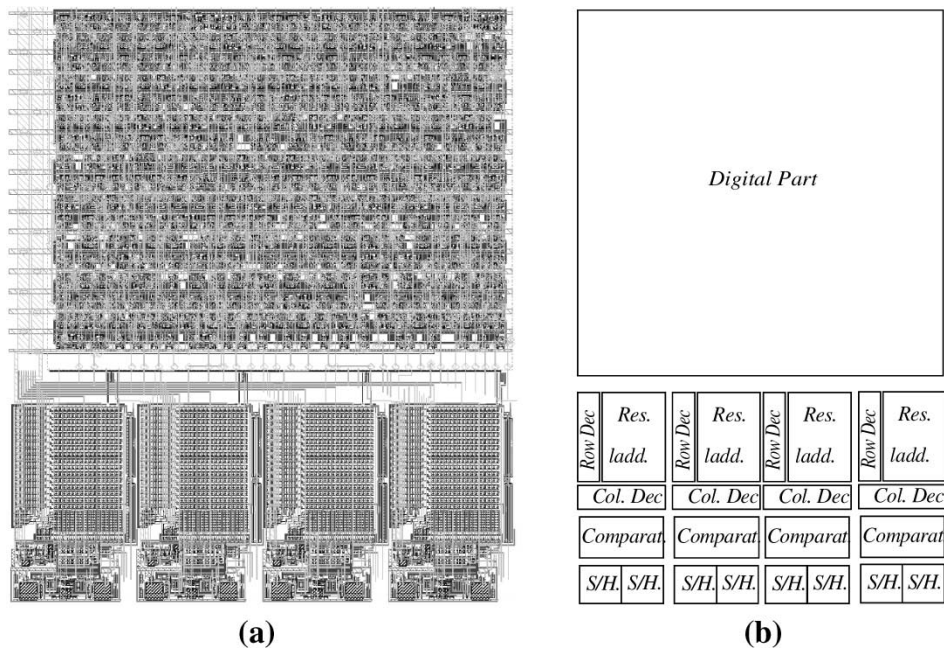 Digital Part
Row Dec Res. ladd. Row Dec Res. ladd. Row Dec Res. ladd. Row Dec Res. ladd.
Col. Dec Col. Dec Col. Dec Col. Dec
Comparat. Comparat. Comparat. Comparat.
S/H. S/H. S/H. S/H. S/H. S/H. S/H. S/H.
(a) (b)